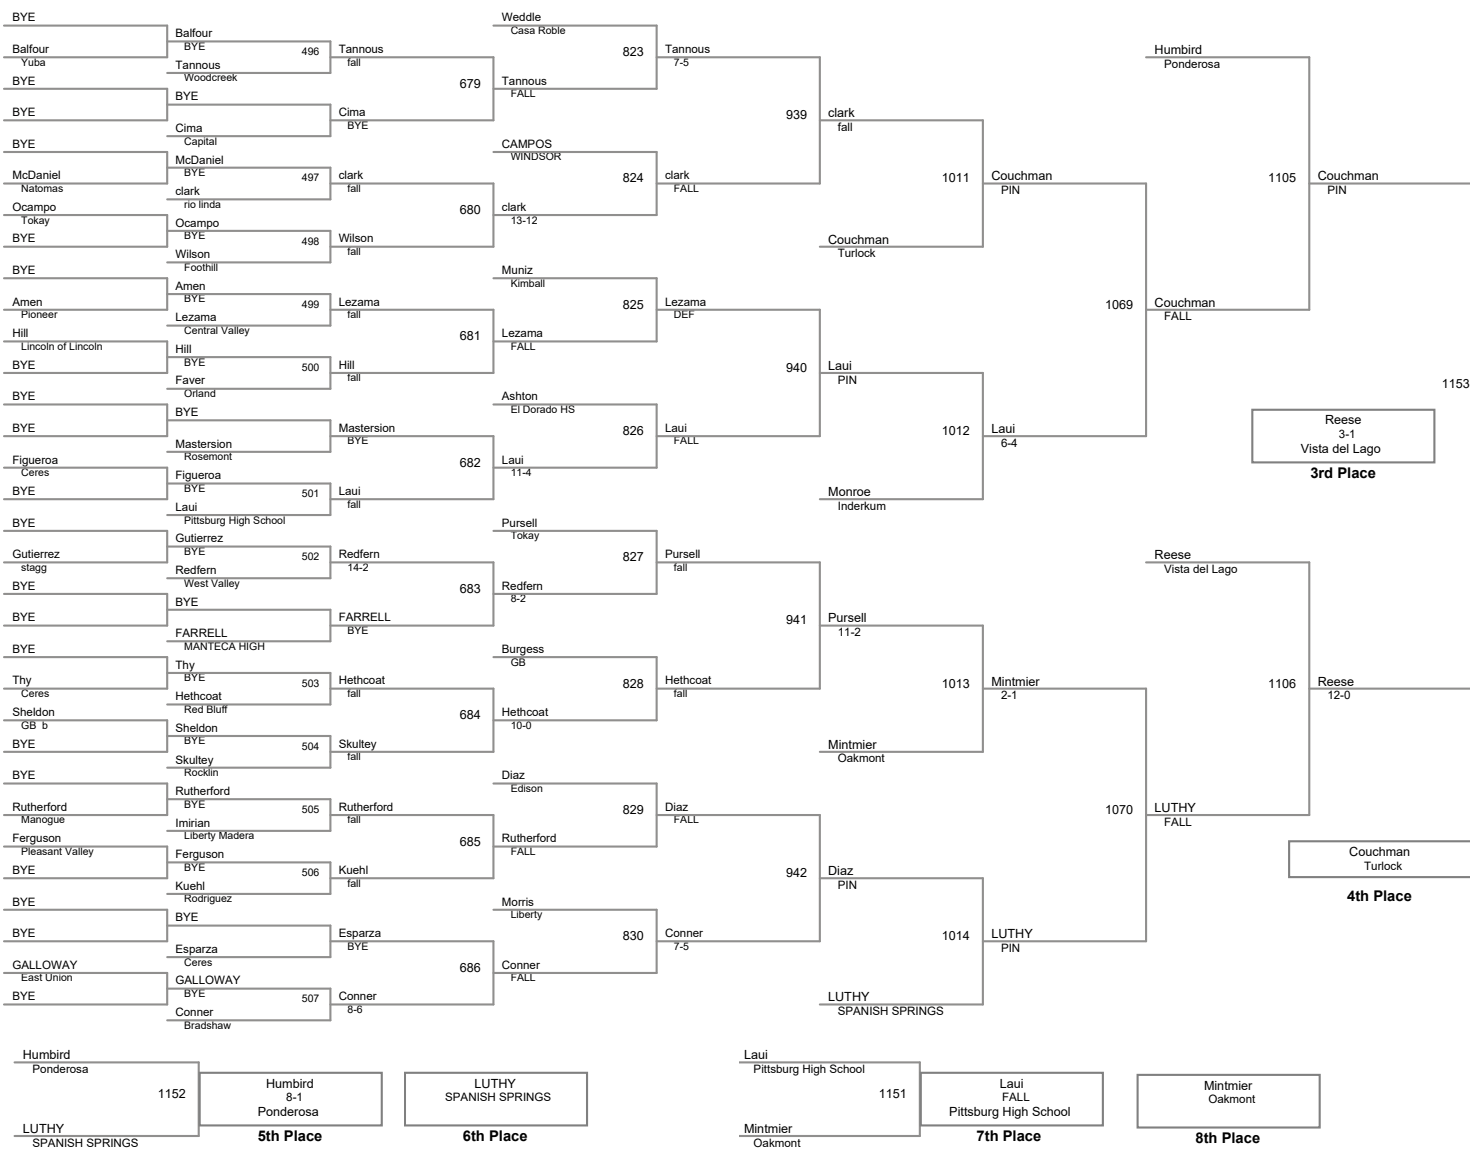 BYE
Balfour
Yuba
BYE
BYE
BYE
McDaniel
Natomas
Ocampo
Tokay
BYE
BYE
Amen
Pioneer
Hill
Lincoln of Lincoln
BYE
BYE
BYE
Figueroa
Ceres
BYE
BYE
Gutierrez
stagg
BYE
BYE
BYE
Thy
Ceres
Sheldon
GB b
BYE
BYE
Rutherford
Manogue
Ferguson
Pleasant Valley
BYE
BYE
BYE
GALLOWAY
East Union
BYE
Balfour
BYE
496
Tannous
Woodcreek
BYE
Cima
Capital
McDaniel
BYE
497
clark
rio linda
Ocampo
BYE
498
Wilson
Foothill
Amen
BYE
499
Lezama
Central Valley
Hill
BYE
500
Faver
Orland
BYE
Mastersion
Rosemont
Figueroa
BYE
501
Laui
Pittsburg High School
Gutierrez
BYE
502
Redfern
West Valley
BYE
FARRELL
MANTECA HIGH
Thy
BYE
503
Hethcoat
Red Bluff
Sheldon
BYE
504
Skultey
Rocklin
Rutherford
BYE
505
Imirian
Liberty Madera
Ferguson
BYE
506
Kuehl
Rodriguez
BYE
Esparza
Ceres
GALLOWAY
BYE
507
Conner
Bradshaw
Tannous
fall
679
Cima
BYE
clark
fall
680
Wilson
fall
Lezama
fall
681
Hill
fall
Mastersion
BYE
682
Laui
fall
Redfern
14-2
683
FARRELL
BYE
Hethcoat
fall
684
Skultey
fall
Rutherford
fall
685
Kuehl
fall
Esparza
BYE
686
Conner
8-6
Weddle
Casa Roble
823
Tannous
FALL
CAMPOS
WINDSOR
824
clark
13-12
Muniz
Kimball
825
Lezama
FALL
Ashton
El Dorado HS
826
Laui
11-4
Pursell
Tokay
827
Redfern
8-2
Burgess
GB
828
Hethcoat
10-0
Diaz
Edison
829
Rutherford
FALL
Morris
Liberty
830
Conner
FALL
Tannous
7-5
939
clark
FALL
Lezama
DEF
940
Laui
FALL
Pursell
fall
941
Hethcoat
fall
Diaz
FALL
942
Conner
7-5
clark
fall
1011
Couchman
Turlock
Laui
PIN
1012
Monroe
Inderkum
Pursell
11-2
1013
Mintmier
Oakmont
Diaz
PIN
1014
LUTHY
SPANISH SPRINGS
Couchman
PIN
1069
Laui
6-4
Mintmier
2-1
1070
LUTHY
PIN
Humbird
Ponderosa
1105
Couchman
FALL
Reese
Vista del Lago
1106
LUTHY
FALL
Couchman
PIN
1153
Reese
12-0
Reese
3-1
Vista del Lago
3rd Place
Couchman
Turlock
4th Place
Humbird
Ponderosa
1152
LUTHY
SPANISH SPRINGS
Humbird
8-1
Ponderosa
5th Place
LUTHY
SPANISH SPRINGS
6th Place
Laui
Pittsburg High School
1151
Mintmier
Oakmont
Laui
FALL
Pittsburg High School
7th Place
Mintmier
Oakmont
8th Place